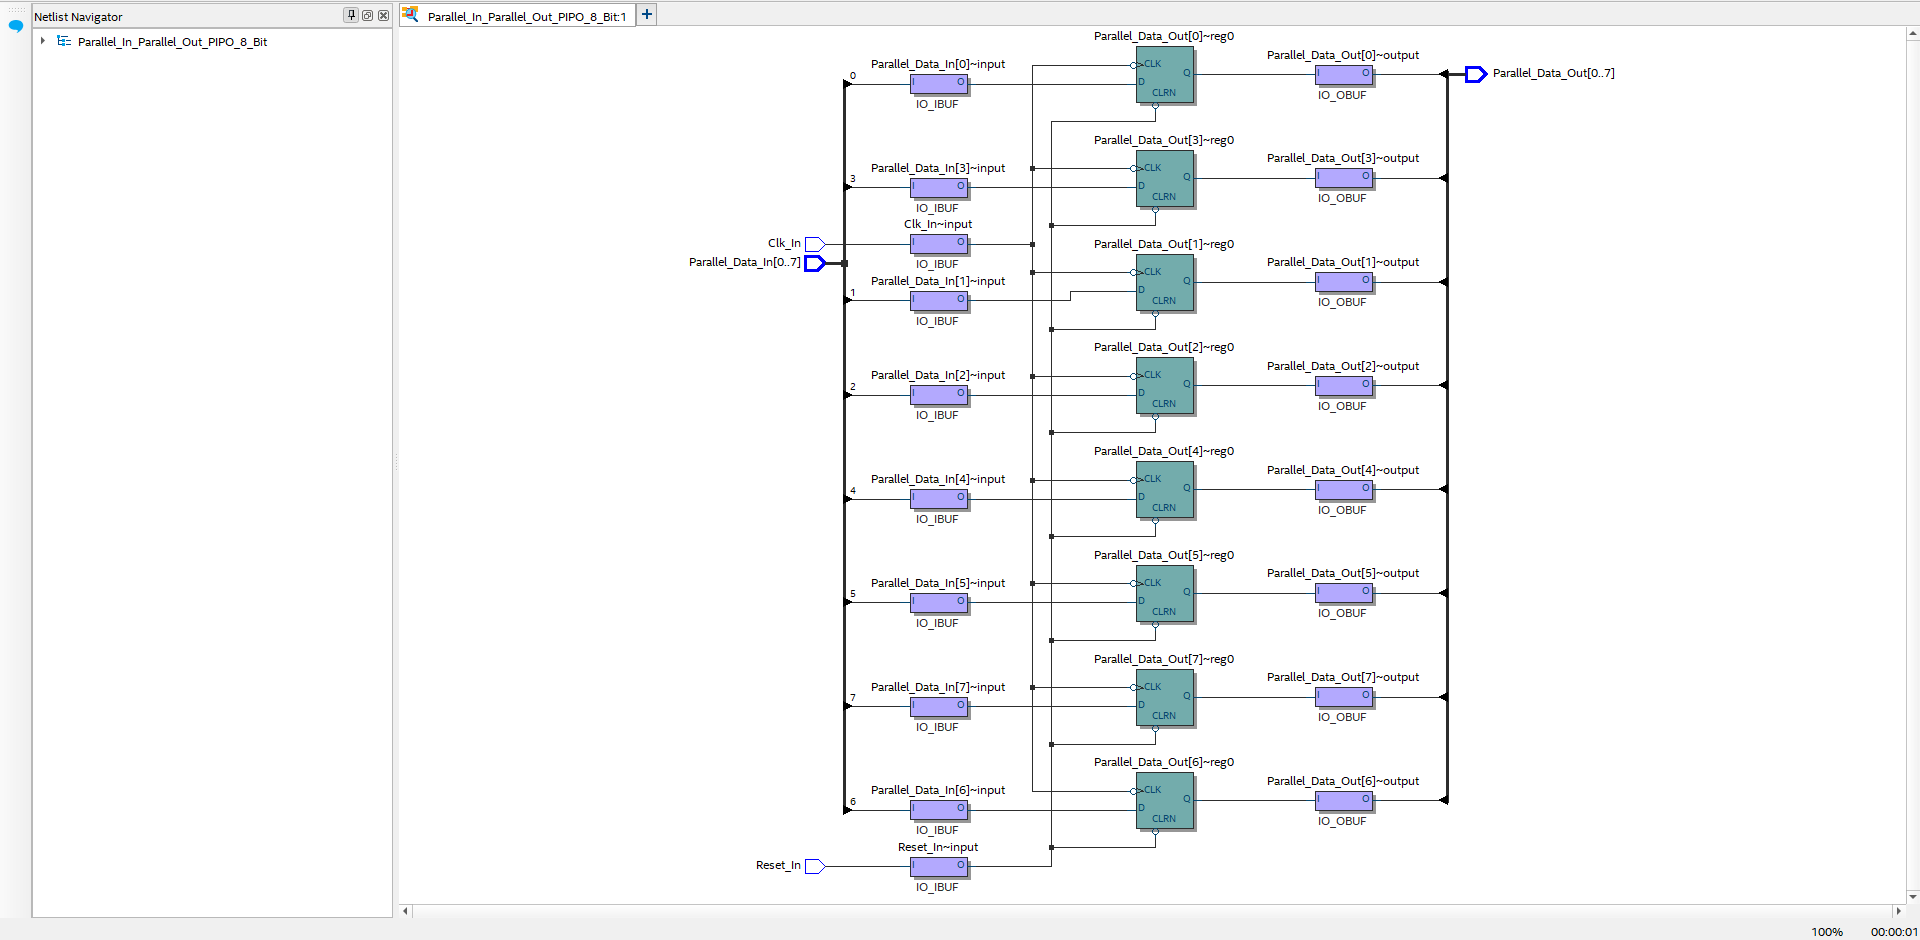 Netlist Navigator
Parallel_In_Parallel_Out_PIPO_8_Bit:1
Parallel_In_Parallel_Out_PIPO_8_Bit
Parallel_Data_Out[0]~reg0
Parallel_Data_In[0]~input
Parallel_Data_Out[0]~output
0
I O
CLK
D
Q
CLRN
I O
Parallel_Data_Out[0..7]
IO_IBUF
IO_OBUF
Parallel_Data_Out[3]~reg0
Parallel_Data_In[3]~input
Parallel_Data_Out[3]~output
3
I O
CLK
D
Q
CLRN
I O
IO_IBUF
IO_OBUF
Clk_In~input
Clk_In
I O
IO_IBUF
Parallel_Data_In[0..7]
Parallel_Data_Out[1]~reg0
Parallel_Data_In[1]~input
Parallel_Data_Out[1]~output
1
I O
CLK
D
Q
CLRN
I O
IO_IBUF
IO_OBUF
Parallel_Data_Out[2]~reg0
Parallel_Data_In[2]~input
Parallel_Data_Out[2]~output
2
I O
CLK
D
Q
CLRN
I O
IO_IBUF
IO_OBUF
Parallel_Data_Out[4]~reg0
Parallel_Data_In[4]~input
Parallel_Data_Out[4]~output
4
I O
CLK
D
Q
CLRN
I O
IO_IBUF
IO_OBUF
Parallel_Data_Out[5]~reg0
Parallel_Data_In[5]~input
Parallel_Data_Out[5]~output
5
I O
CLK
D
Q
CLRN
I O
IO_IBUF
IO_OBUF
Parallel_Data_Out[7]~reg0
Parallel_Data_In[7]~input
Parallel_Data_Out[7]~output
7
I O
CLK
D
Q
CLRN
I O
IO_IBUF
IO_OBUF
Parallel_Data_Out[6]~reg0
Parallel_Data_In[6]~input
Parallel_Data_Out[6]~output
6
I O
CLK
D
Q
CLRN
I O
IO_IBUF
IO_OBUF
Reset_In~input
Reset_In
I O
IO_IBUF
100% 00:00:01